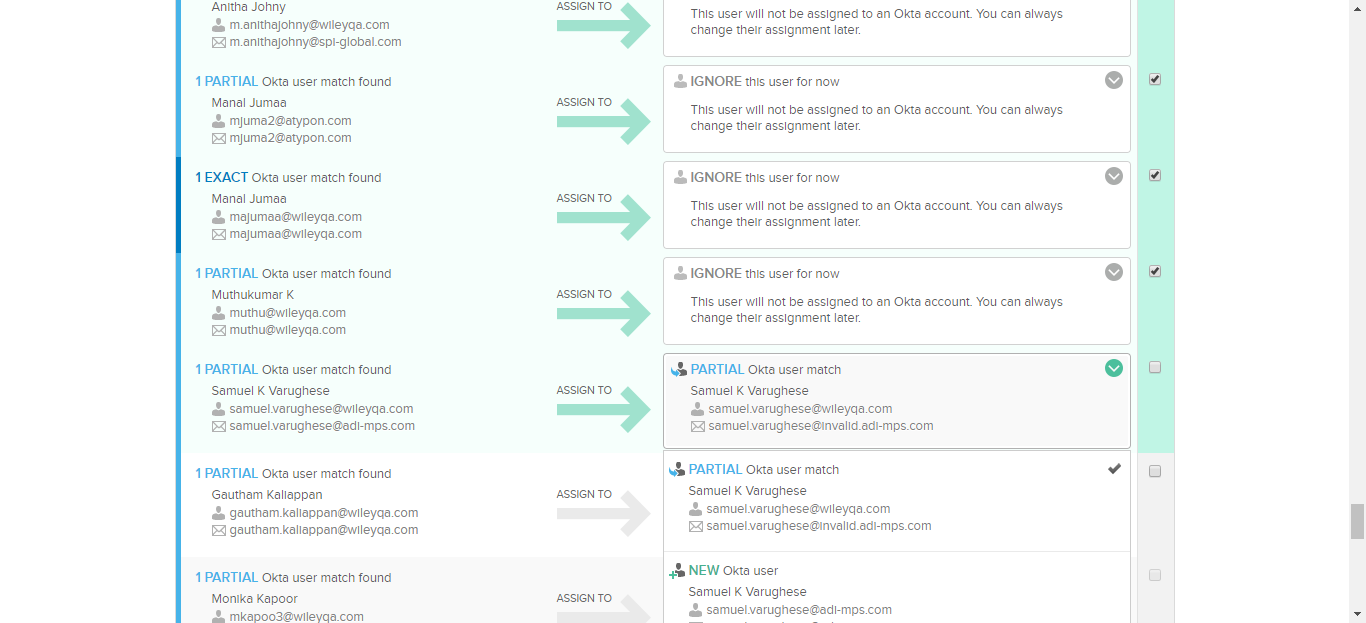 Anitha Johny
m.anithajohny@wileyqa.com
m.anithajohny@spi-global.com
ASSIGN TO
This user will not be assigned to an Okta account. You can always
change their assignment later.
1 PARTIAL Okta user match found
Manal Jumaa
mjuma2@atypon.com
mjuma2@atypon.com
ASSIGN TO
IGNORE this user for now
This user will not be assigned to an Okta account. You can always
change their assignment later.
1 EXACT Okta user match found
Manal Jumaa
majumaa@wileyqa.com
majumaa@wileyqa.com
ASSIGN TO
IGNORE this user for now
This user will not be assigned to an Okta account. You can always
change their assignment later.
1 PARTIAL Okta user match found
Muthukumar K
muthu@wileyqa.com
muthu@wileyqa.com
ASSIGN TO
IGNORE this user for now
This user will not be assigned to an Okta account. You can always
change their assignment later.
1 PARTIAL Okta user match found
Samuel K Varughese
samuel.varughese@wileyqa.com
samuel.varughese@adi-mps.com
ASSIGN TO
PARTIAL Okta user match
Samuel K Varughese
samuel.varughese@wileyqa.com
samuel.varughese@invalid.adi-mps.com
1 PARTIAL Okta user match found
Gautham Kaliappan
gautham.kaliappan@wileyqa.com
gautham.kaliappan@wileyqa.com
ASSIGN TO
PARTIAL Okta user match
Samuel K Varughese
samuel.varughese@wileyqa.com
samuel.varughese@invalid.adi-mps.com
1 PARTIAL Okta user match found
Monika Kapoor
mkapoo3@wileyqa.com
ASSIGN TO
NEW Okta user
Samuel K Varughese
samuel.varughese@adi-mps.com